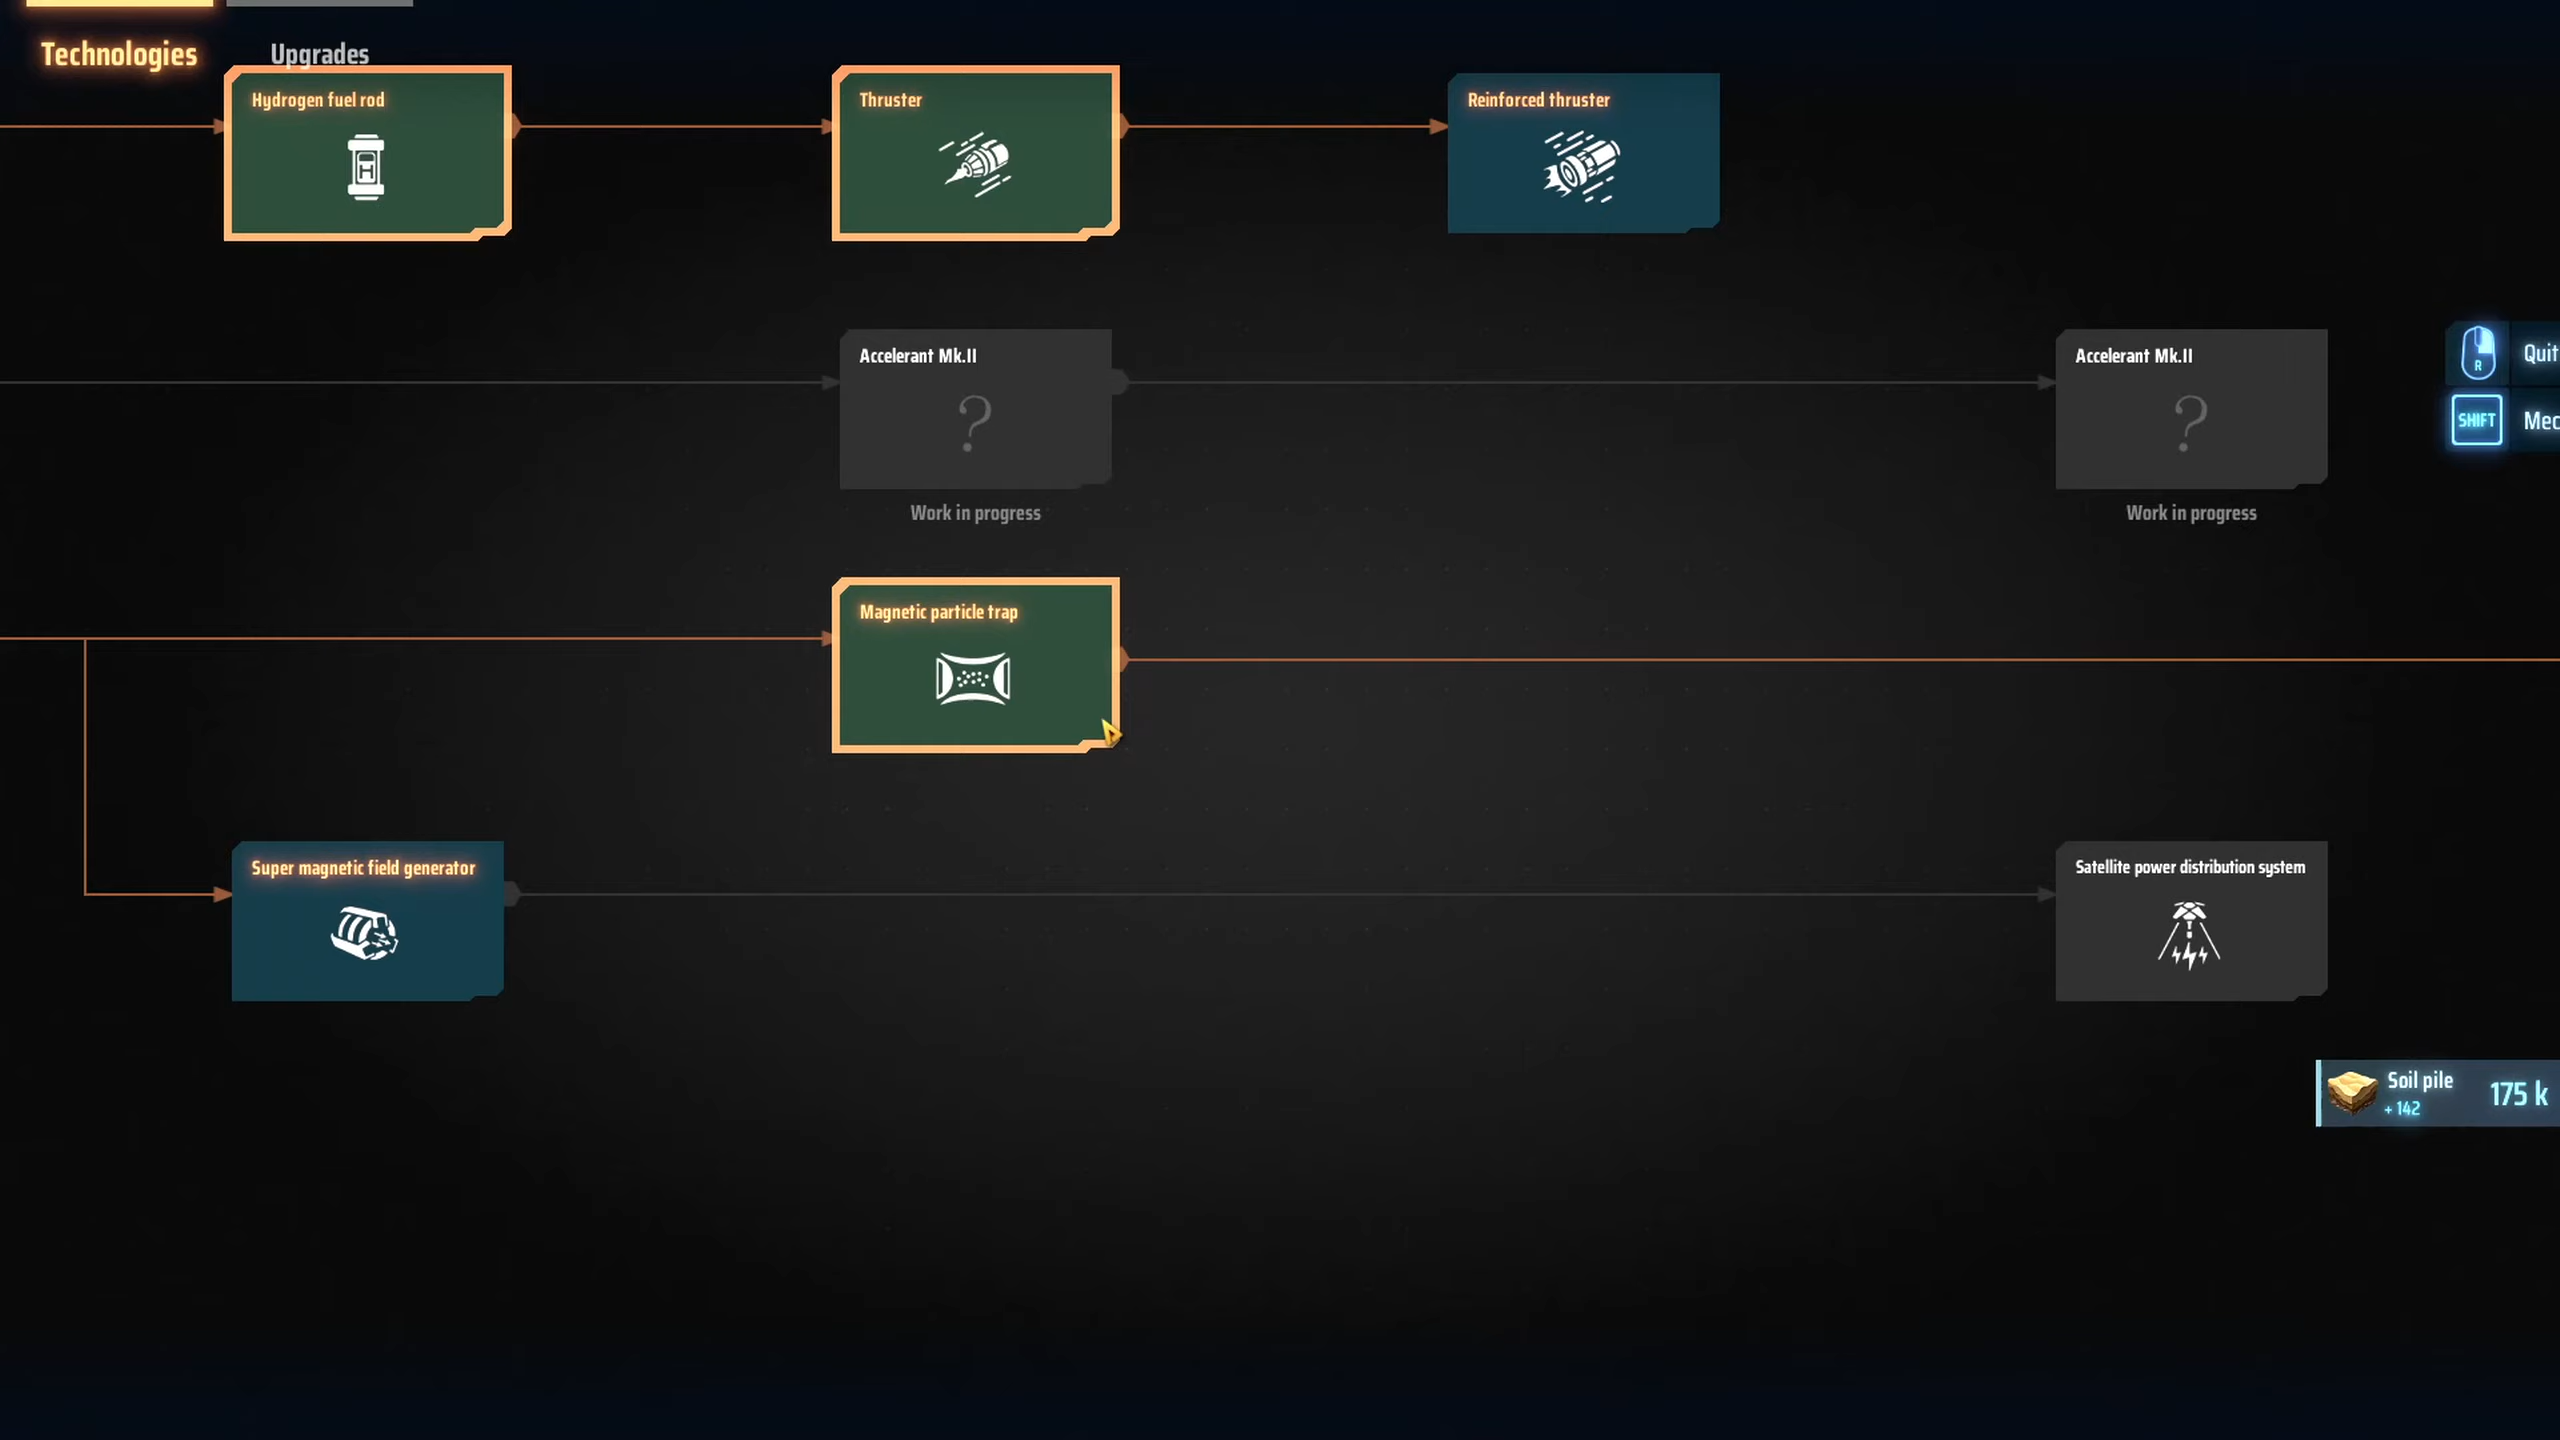 Technologies
Upgrades
Hydrogen fuel rod
H
Thruster
Reinforced thruster
Accelerant Mk.II
?
Work in progress
Accelerant Mk.II
?
Work in progress
R
Quit
SHIFT
Mec
Magnetic particle trap
Super magnetic field generator
Satellite power distribution system
Soil pile
175 k
+ 142